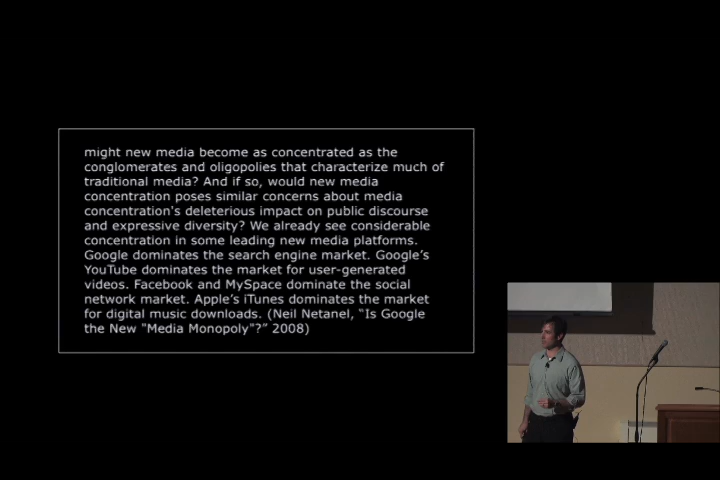 might new media become as concentrated as the
conglomerates and oligopolies that characterize much of
traditional media? And if so, would new media
concentration poses similar concerns about media
concentration's deleterious impact on public discourse
and expressive diversity? We already see considerable
concentration in some leading new media platforms.
Google dominates the search engine market. Google's
YouTube dominates the market for user-generated
videos. Facebook and MySpace dominate the social
network market. Apple's iTunes dominates the market
for digital music downloads. (Neil Netanel, “Is Google
the New "Media Monopoly"?” 2008)